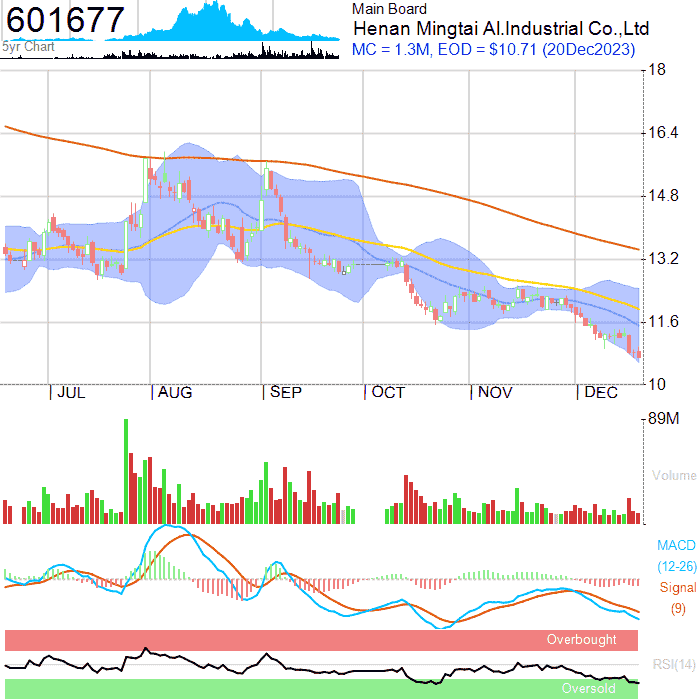 601677
5yr Chart
Main Board
Henan Mingtai Al.Industrial Co.,Ltd
MC = 1.3M, EOD = $10.71 (20Dec2023)
18
16.4
14.8
13.2
11.6
10
JUL
AUG
SEP
OCT
NOV
DEC
89M
Volume
MACD
(12-26)
Signal
(9)
Overbought
RSI(14)
Oversold